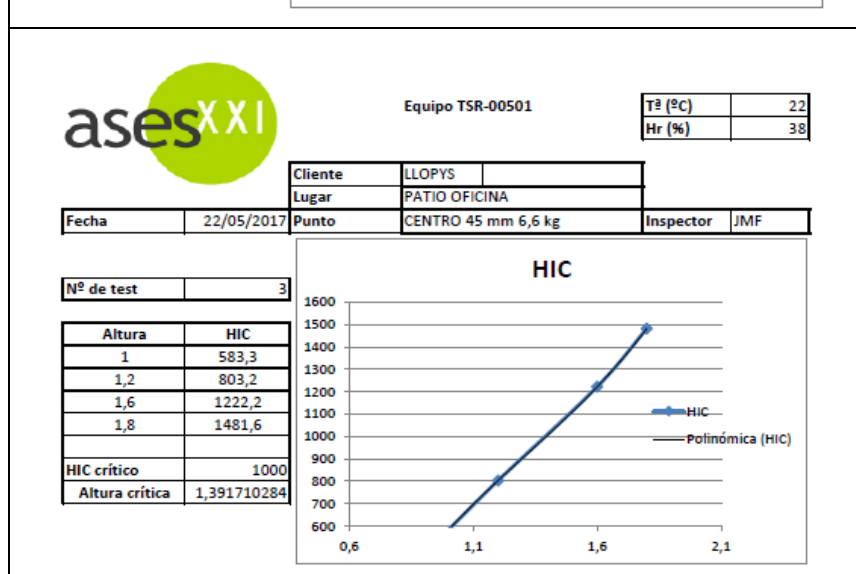 ases XXI
Equipo TSR-00501
Tª (ºC) 22
Hr (%) 38
Cliente LLOPYS
Lugar PATIO OFICINA
Fecha 22/05/2017 Punto CENTRO 45 mm 6,6 kg Inspector JMF
Nº de test 3
Altura HIC
1 583,3
1,2 803,2
1,6 1222,2
1,8 1481,6
HIC crítico 1000
Altura crítica 1,391710284
HIC
1600
1500
1400
1300
1200
1100
1000
900
800
700
600
0,6 1,1 1,6 2,1
HIC
Polinómica (HIC)